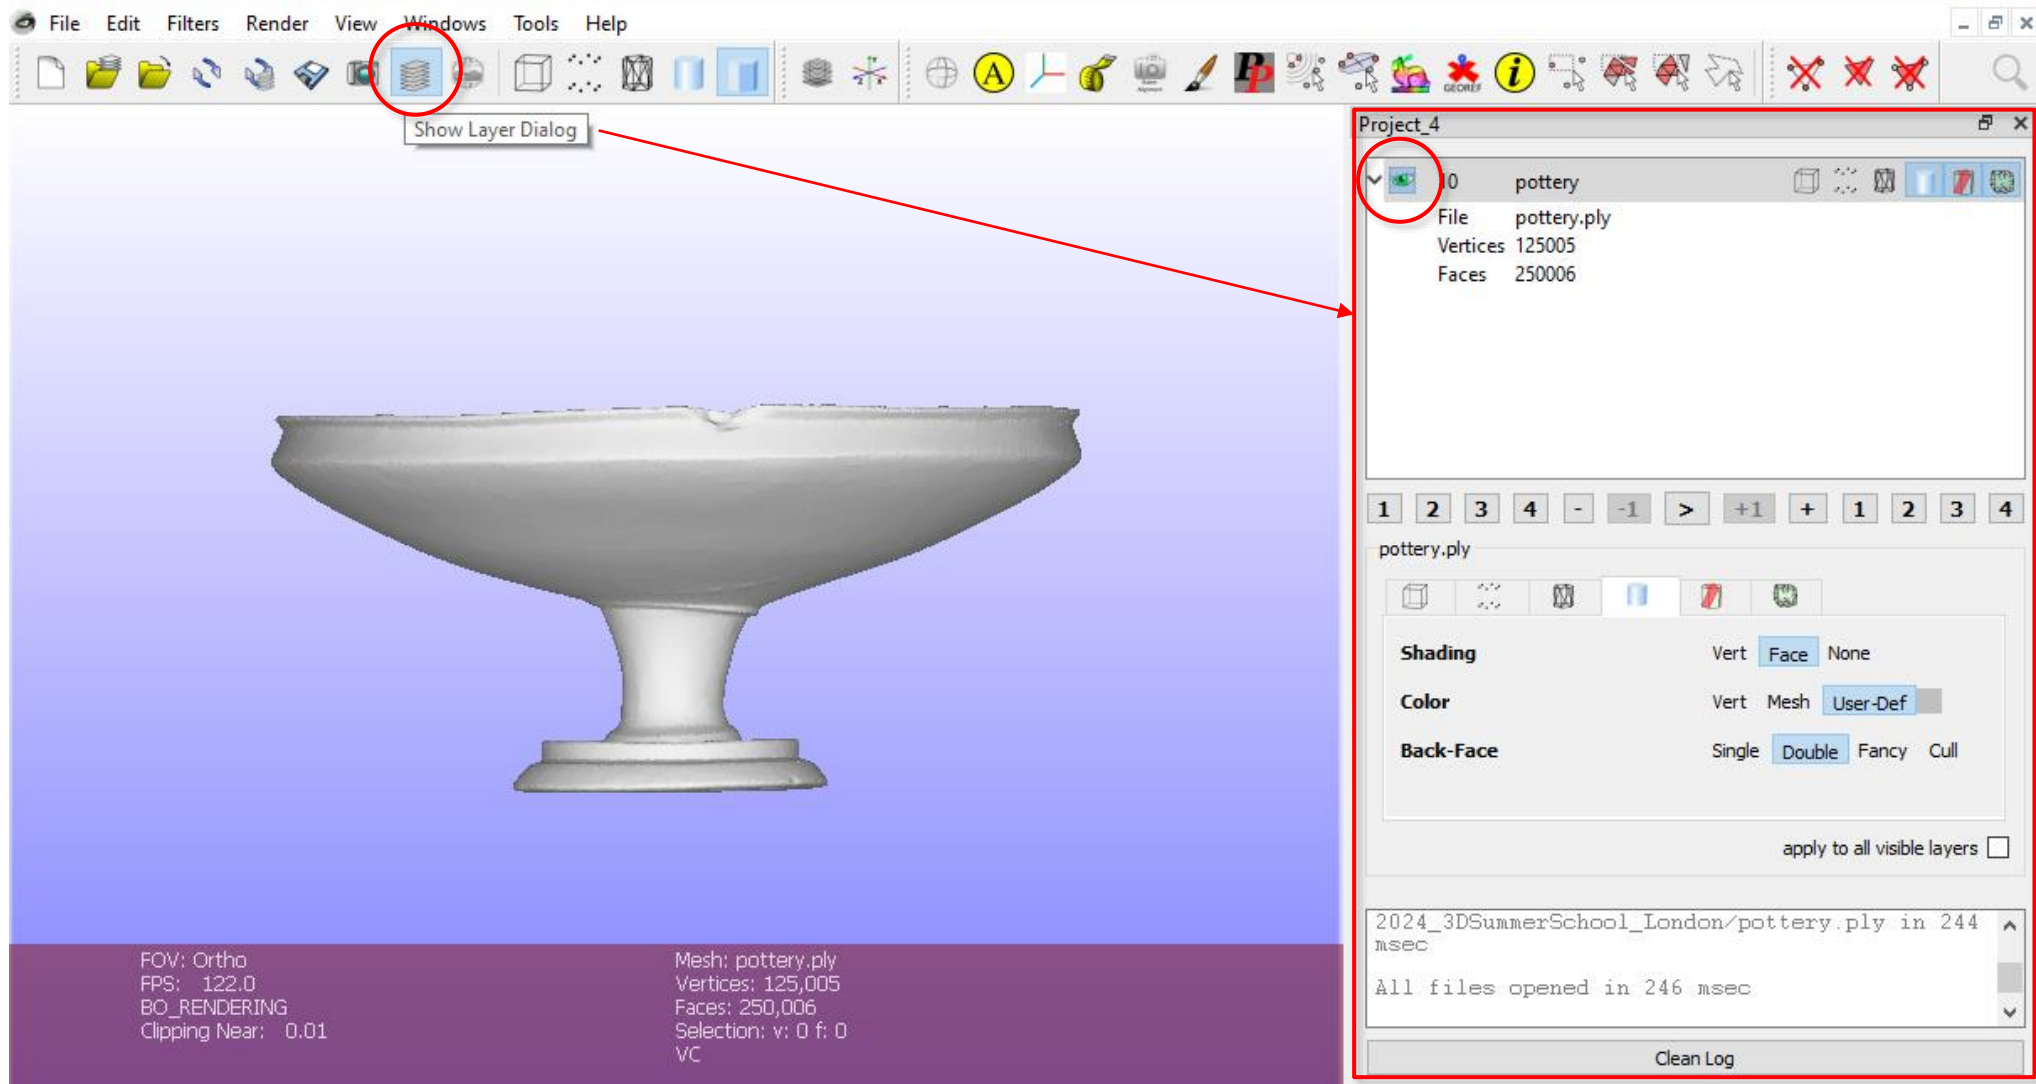 File Edit Filters Render View Windows Tools Help
A
Pp
GEOREF
i
Show Layer Dialog
Project_4
10 pottery
File pottery.ply
Vertices 125005
Faces 250006
1 2 3 4 - -1 > +1 + 1 2 3 4
pottery.ply
Shading Vert Face None
Color Vert Mesh User-Def
Back-Face Single Double Fancy Cull
apply to all visible layers
2024_3DSummerSchool_London/pottery.ply in 244
msec
All files opened in 246 msec
Clean Log
FOV: Ortho
FPS: 122.0
BO_RENDERING
Clipping Near: 0.01
Mesh: pottery.ply
Vertices: 125,005
Faces: 250,006
Selection: v: 0 f: 0
VC